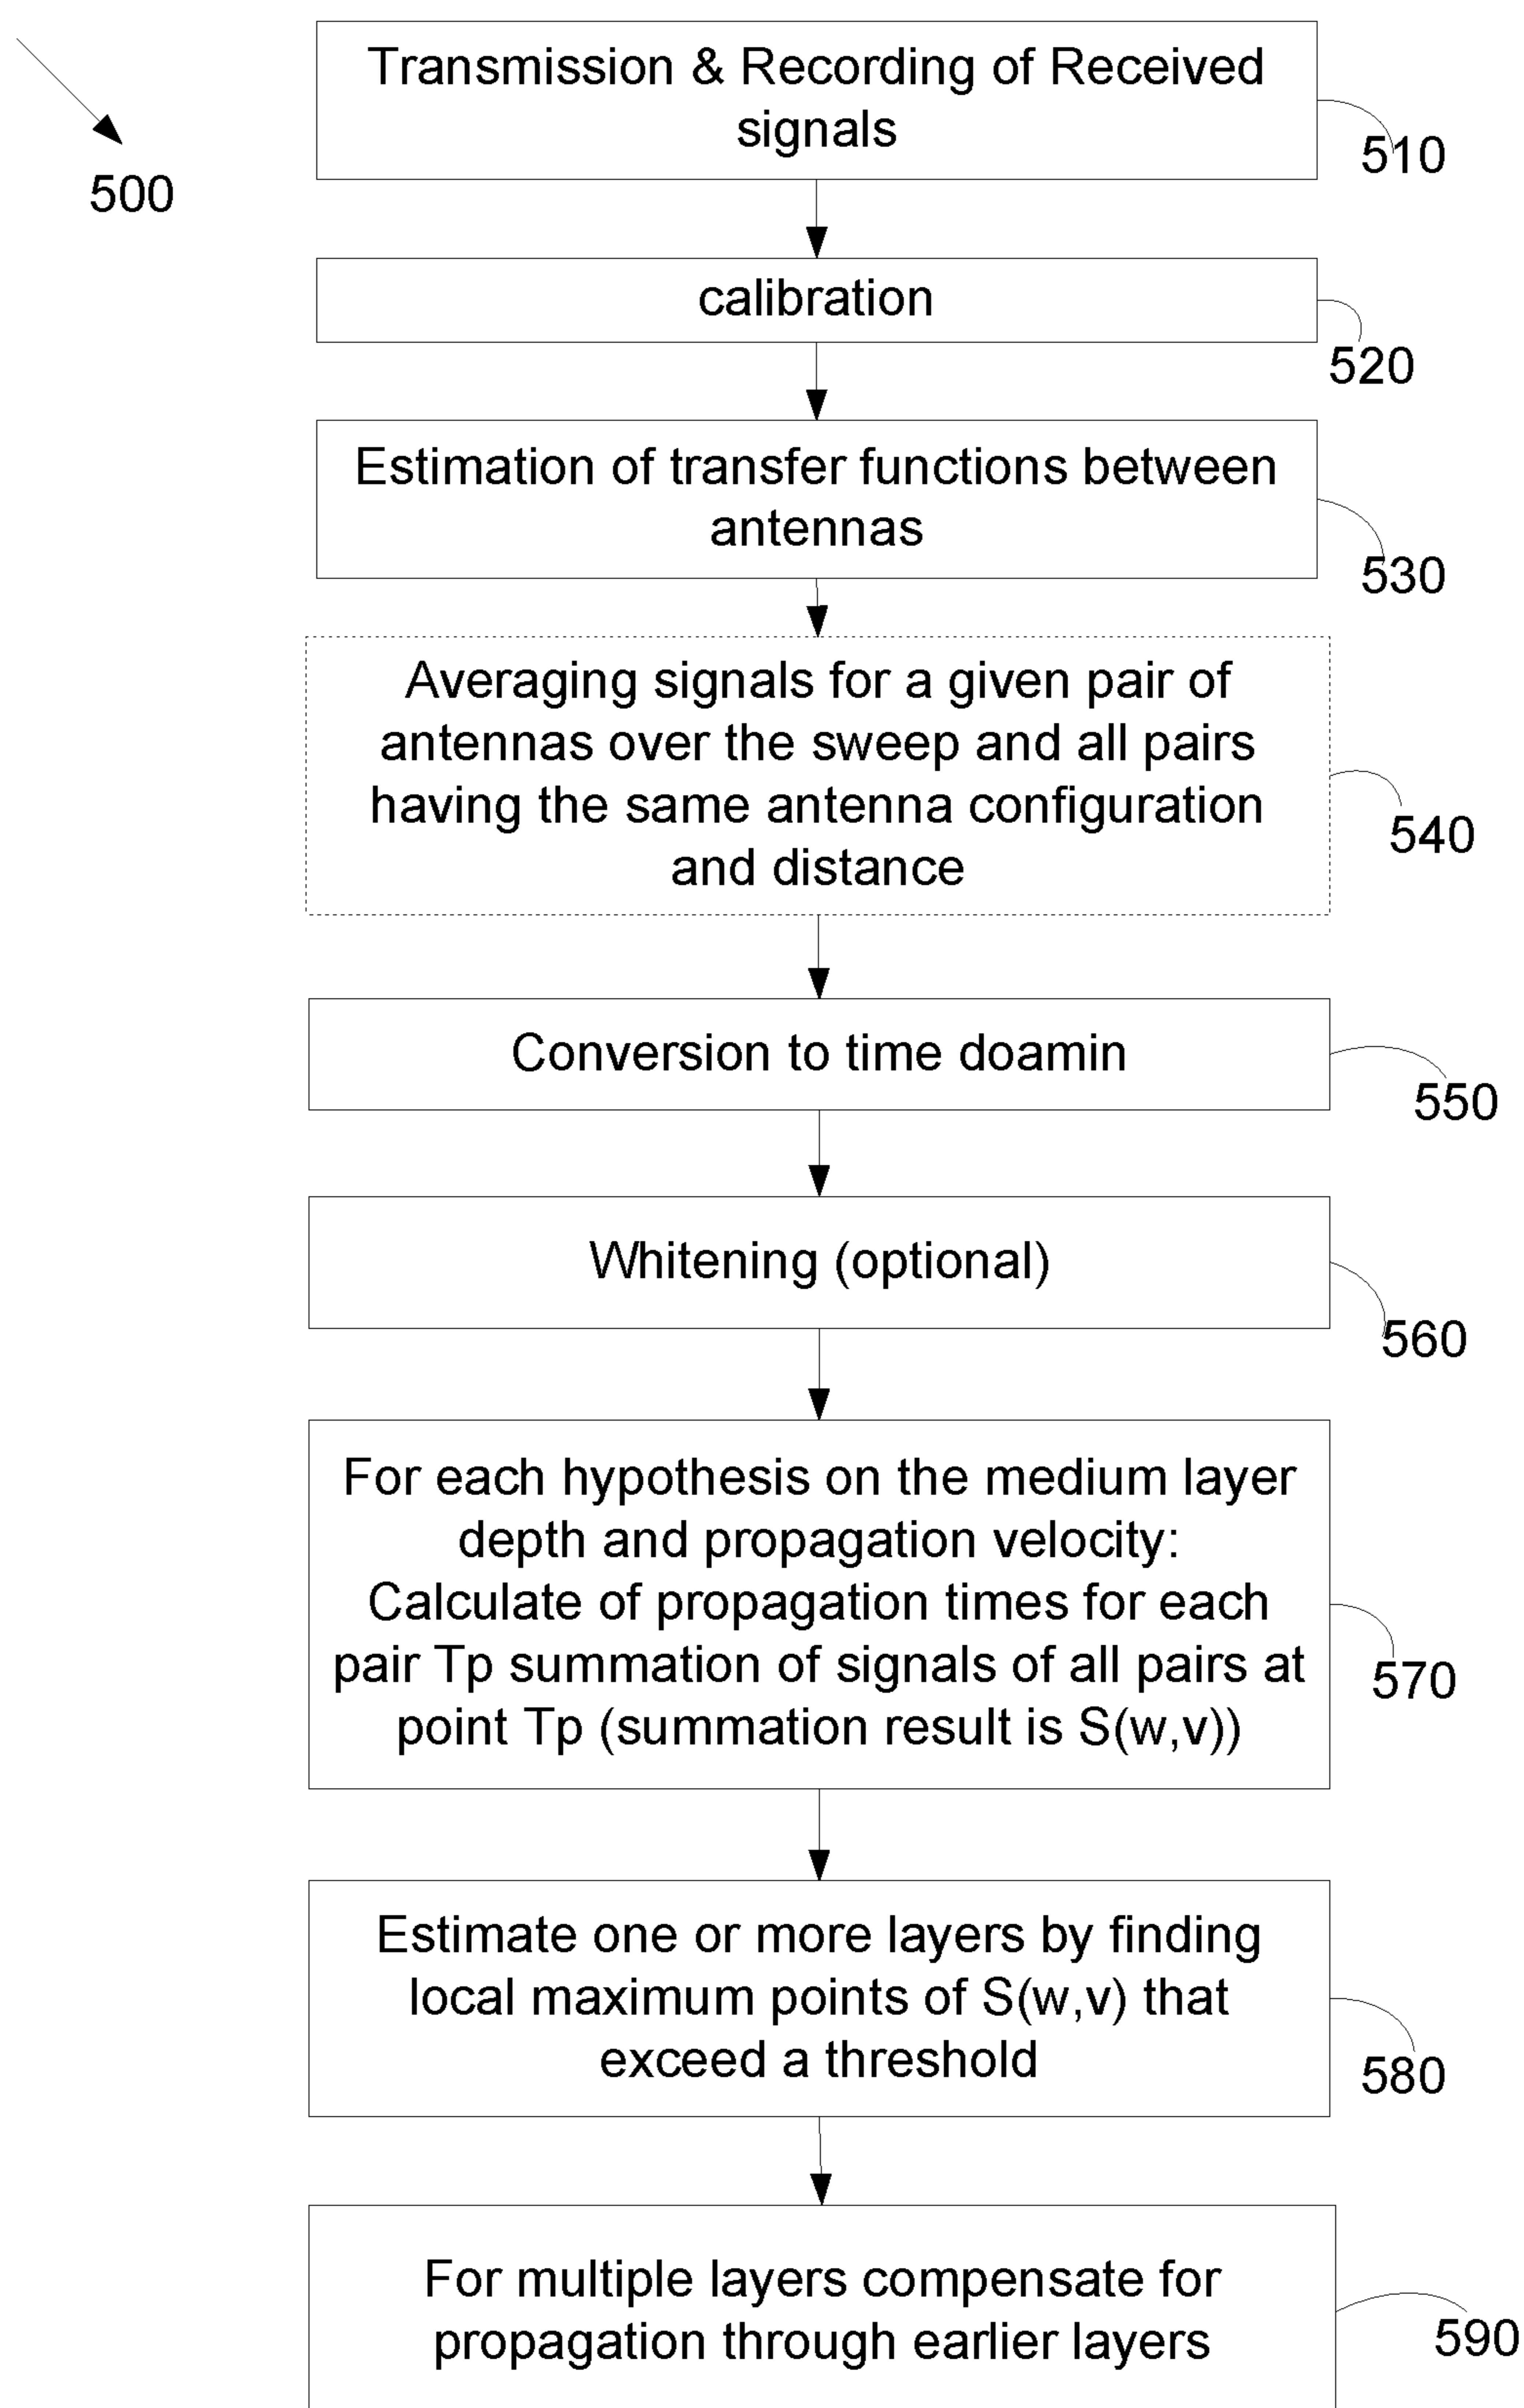 Transmission & Recording of Received
signals
510
500
calibration
520
Estimation of transfer functions between
antennas
530
Averaging signals for a given pair of
antennas over the sweep and all pairs
having the same antenna configuration
and distance
540
Conversion to time doamin
550
Whitening (optional)
560
For each hypothesis on the medium layer
depth and propagation velocity:
Calculate of propagation times for each
pair Tp summation of signals of all pairs at
point Tp (summation result is S(w,v))
570
Estimate one or more layers by finding
local maximum points of S(w,v) that
exceed a threshold
580
For multiple layers compensate for
propagation through earlier layers
590